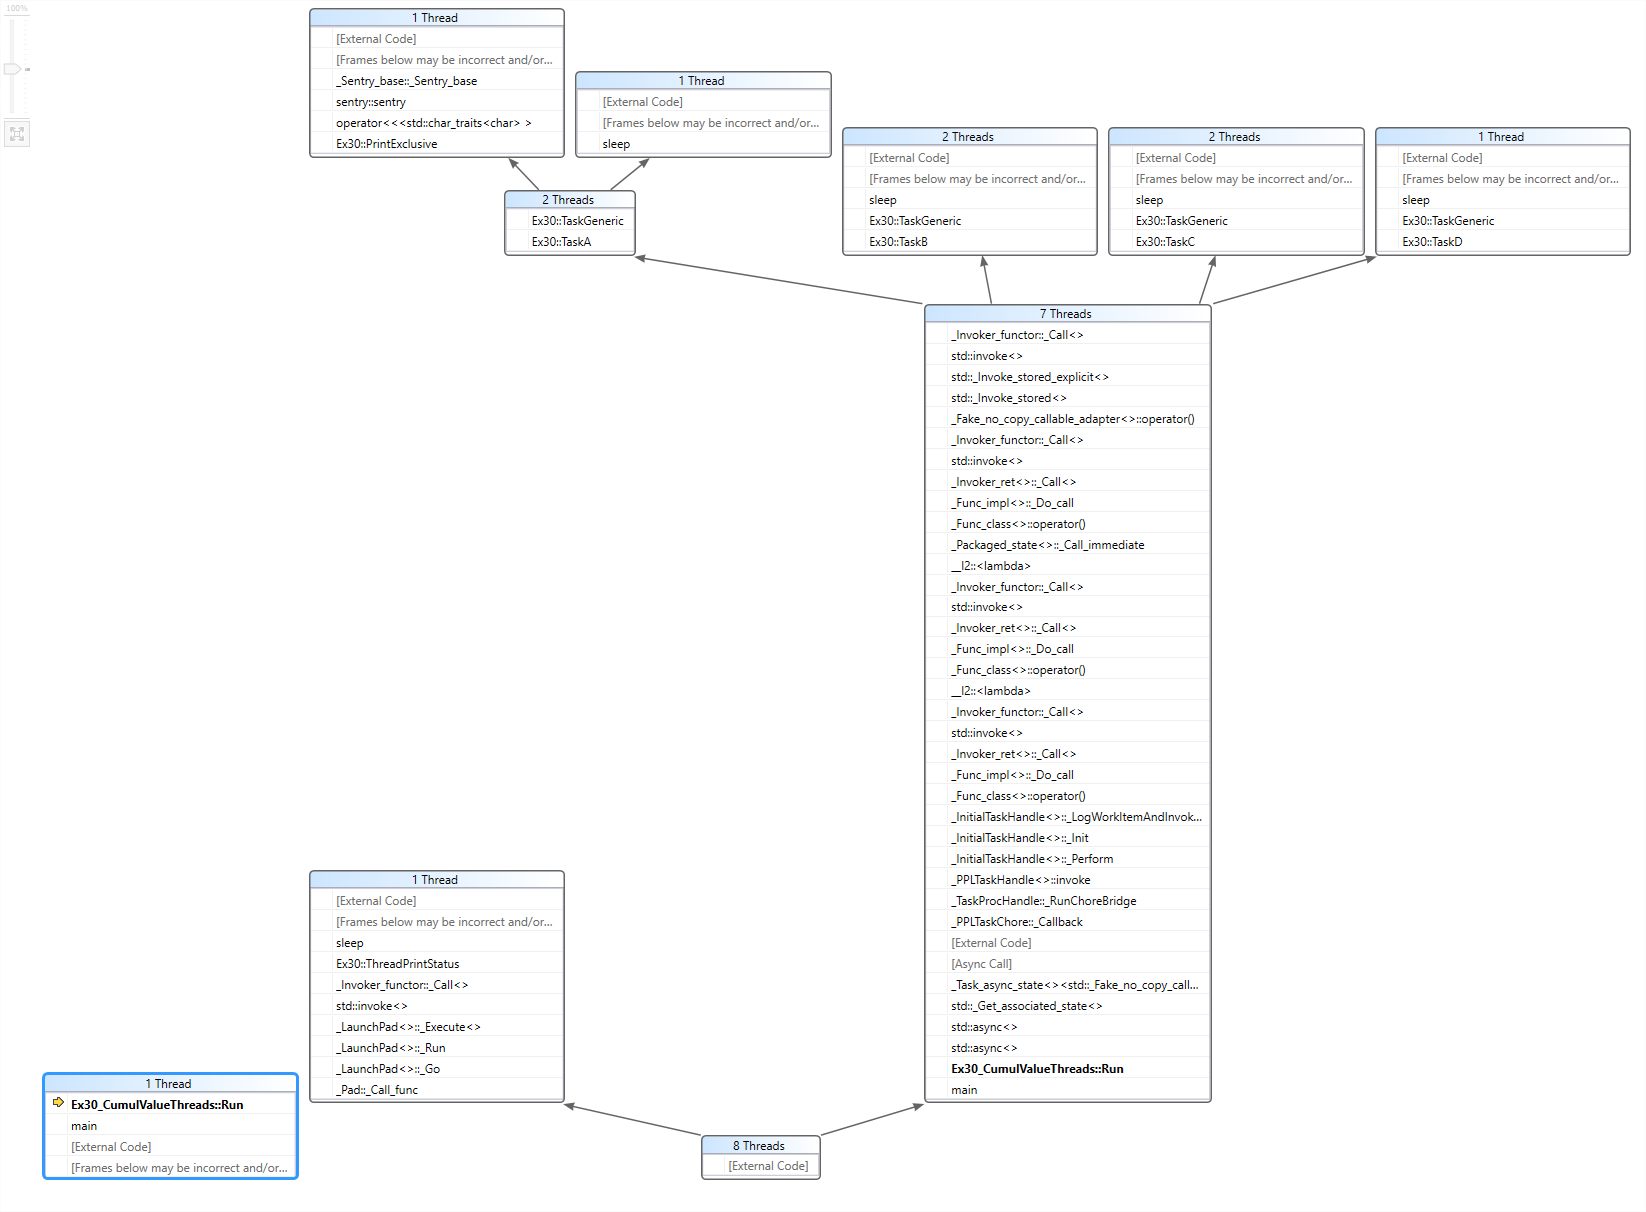 100%
1 Thread
[External Code]
[Frames below may be incorrect and/or...
_Sentry_base::_Sentry_base
sentry::sentry
operator<<<std::char_traits<char> >
Ex30::PrintExclusive
1 Thread
[External Code]
[Frames below may be incorrect and/or...
sleep
2 Threads
[External Code]
[Frames below may be incorrect and/or...
sleep
Ex30::TaskGeneric
Ex30::TaskB
2 Threads
[External Code]
[Frames below may be incorrect and/or...
sleep
Ex30::TaskGeneric
Ex30::TaskC
1 Thread
[External Code]
[Frames below may be incorrect and/or...
sleep
Ex30::TaskGeneric
Ex30::TaskD
2 Threads
Ex30::TaskGeneric
Ex30::TaskA
7 Threads
_Invoker_functor::_Call<>
std::invoke<>
std::_Invoke_stored_explicit<>
std::_Invoke_stored<>
_Fake_no_copy_callable_adapter<>::operator()
_Invoker_functor::_Call<>
std::invoke<>
_Invoker_ret<>::_Call<>
_Func_impl<>::_Do_call
_Func_class<>::operator()
_Packaged_state<>::_Call_immediate
__l2::<lambda>
_Invoker_functor::_Call<>
std::invoke<>
_Invoker_ret<>::_Call<>
_Func_impl<>::_Do_call
_Func_class<>::operator()
__l2::<lambda>
_Invoker_functor::_Call<>
std::invoke<>
_Invoker_ret<>::_Call<>
_Func_impl<>::_Do_call
_Func_class<>::operator()
_InitialTaskHandle<>::_LogWorkItemAndInvok...
_InitialTaskHandle<>::_Init
_InitialTaskHandle<>::_Perform
_PPLTaskHandle<>::invoke
_TaskProcHandle::_RunChoreBridge
_PPLTaskChore::_Callback
[External Code]
[Async Call]
_Task_async_state<><std::_Fake_no_copy_call...
std::_Get_associated_state<>
std::async<>
std::async<>
Ex30_CumulValueThreads::Run
main
1 Thread
[External Code]
[Frames below may be incorrect and/or...
sleep
Ex30::ThreadPrintStatus
_Invoker_functor::_Call<>
std::invoke<>
_LaunchPad<>::_Execute<>
_LaunchPad<>::_Run
_LaunchPad<>::_Go
_Pad::_Call_func
1 Thread
Ex30_CumulValueThreads::Run
main
[External Code]
[Frames below may be incorrect and/or...
8 Threads
[External Code]